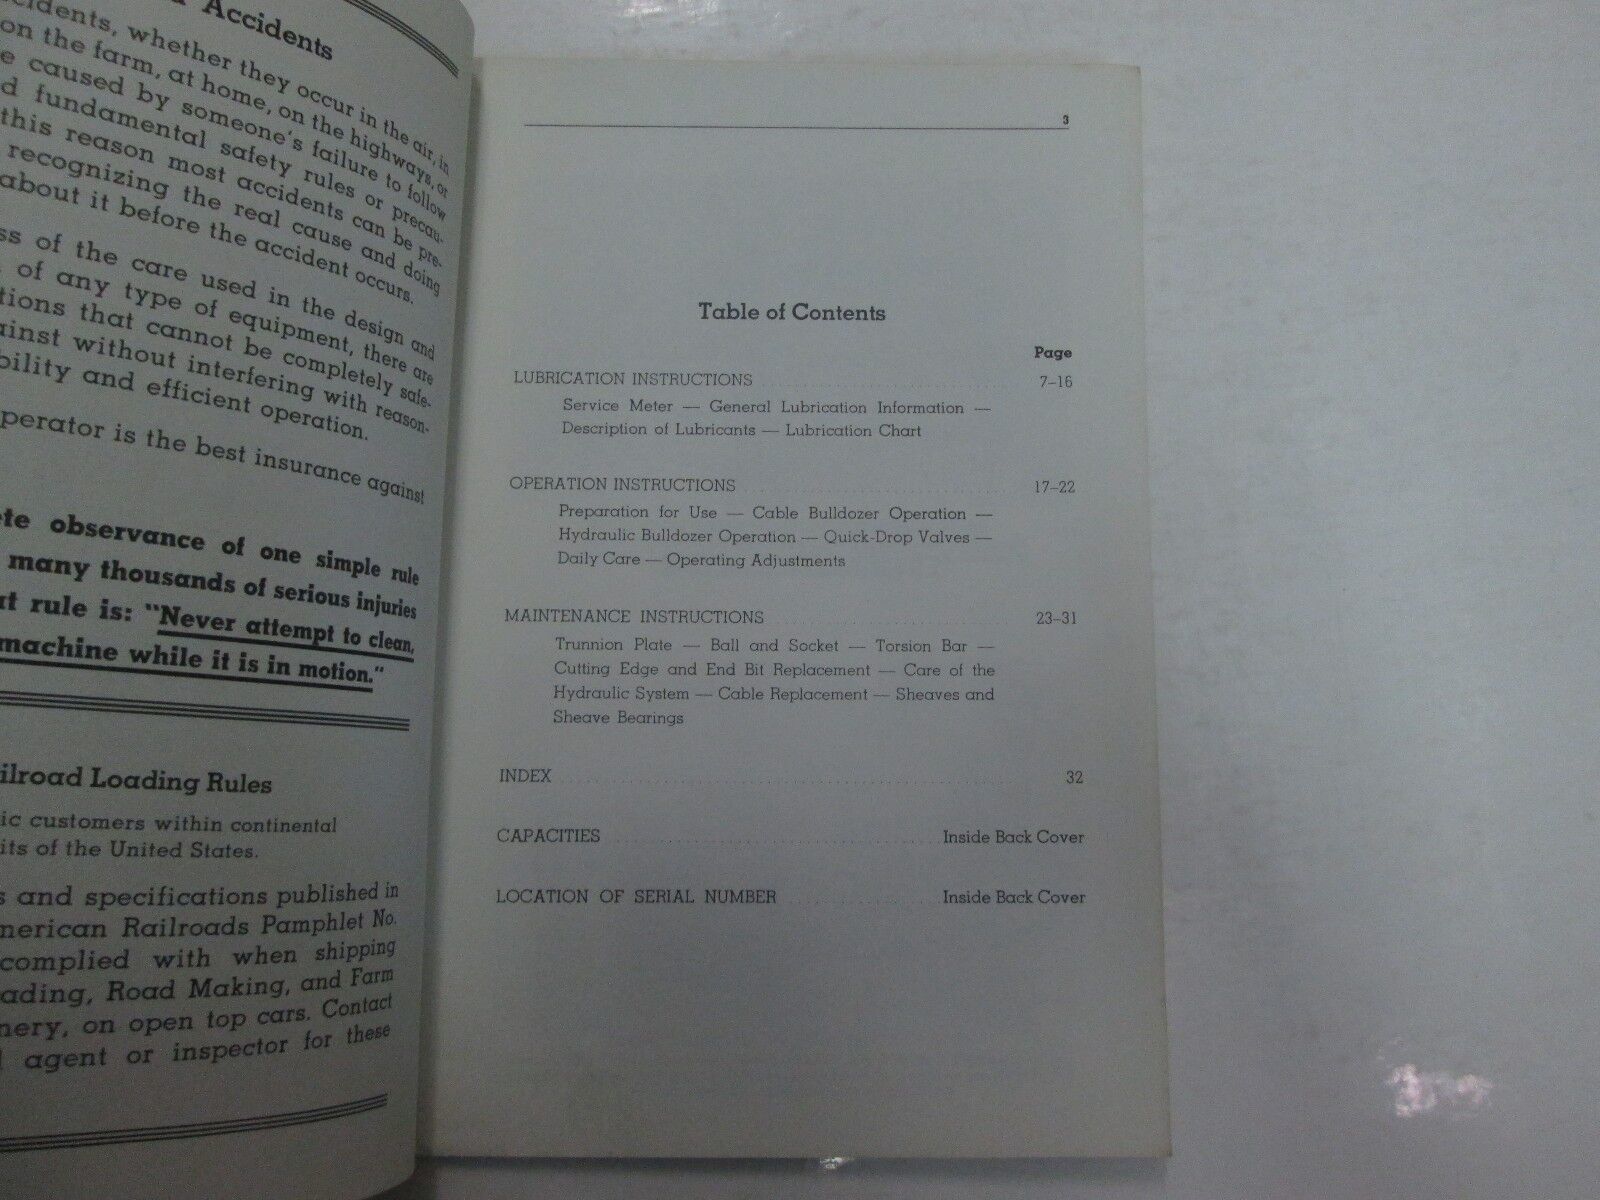 Accidents
cidents, whether they occur in the air, in
on the farm, at home, on the highways, or
e caused by someone's failure to follow
d fundamental safety rules or precau-
this reason most accidents can be pre-
recognizing the real cause and doing
about it before the accident occurs.
ss of the care used in the design and
of any type of equipment, there are
tions that cannot be completely safe-
ainst without interfering with reason-
bility and efficient operation.
perator is the best insurance against
te observance of one simple rule
many thousands of serious injuries
at rule is: "Never attempt to clean,
machine while it is in motion."
ilroad Loading Rules
ic customers within continental
its of the United States.
s and specifications published in
merican Railroads Pamphlet No.
complied with when shipping
ading, Road Making, and Farm
nery, on open top cars. Contact
l agent or inspector for these
3
Table of Contents
Page
LUBRICATION INSTRUCTIONS 7–16
Service Meter — General Lubrication Information —
Description of Lubricants — Lubrication Chart
OPERATION INSTRUCTIONS 17–22
Preparation for Use — Cable Bulldozer Operation —
Hydraulic Bulldozer Operation — Quick-Drop Valves —
Daily Care — Operating Adjustments
MAINTENANCE INSTRUCTIONS 23–31
Trunnion Plate — Ball and Socket — Torsion Bar —
Cutting Edge and End Bit Replacement — Care of the
Hydraulic System — Cable Replacement — Sheaves and
Sheave Bearings
INDEX 32
CAPACITIES Inside Back Cover
LOCATION OF SERIAL NUMBER Inside Back Cover